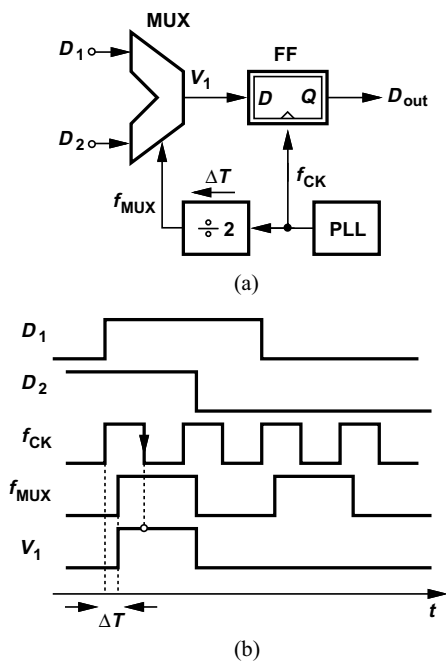 MUX
D1
V1
FF
D Q
Dout
D2
fMUX
ΔT
fCK
÷ 2
PLL
(a)
D1
D2
fCK
fMUX
V1
ΔT
t
(b)